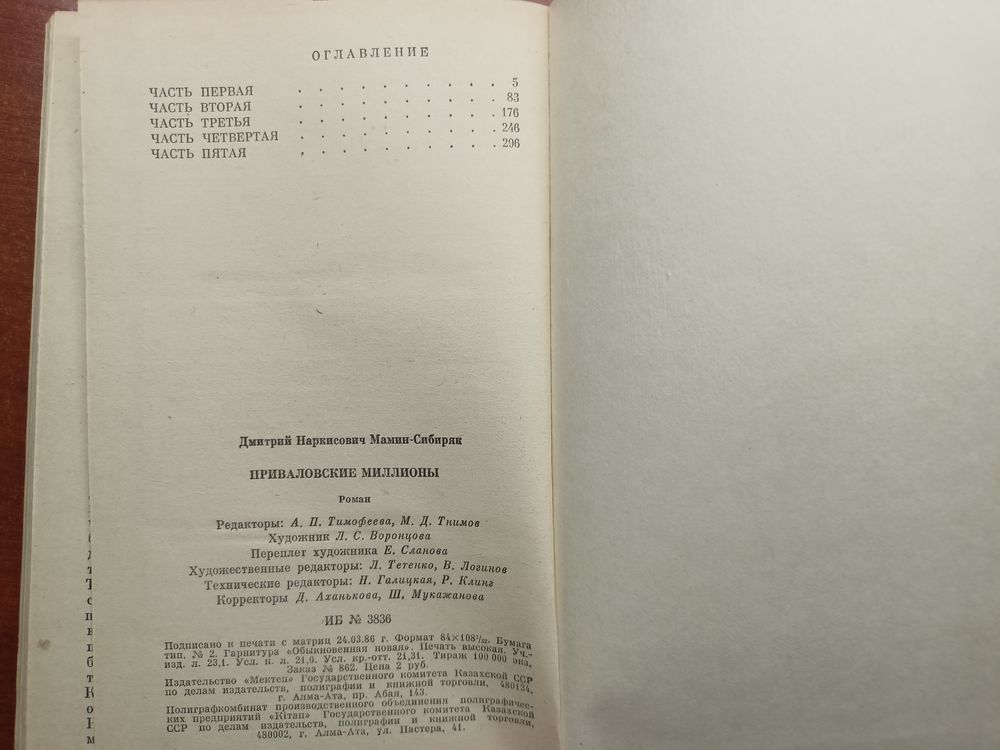 ОГЛАВЛЕНИЕ
ЧАСТЬ ПЕРВАЯ . . . . . . . . . . 5
ЧАСТЬ ВТОРАЯ . . . . . . . . . . 83
ЧАСТЬ ТРЕТЬЯ . . . . . . . . . . 176
ЧАСТЬ ЧЕТВЕРТАЯ . . . . . . . . . . 246
ЧАСТЬ ПЯТАЯ . . . . . . . . . . 296
Дмитрий Наркисович Мамин-Сибиряк
ПРИВАЛОВСКИЕ МИЛЛИОНЫ
Роман
Редакторы: А. П. Тимофеева, М. Д. Тнимов
Художник Л. С. Воронцова
Переплет художника Е. Сланова
Художественные редакторы: Л. Тетенко, В. Логинов
Технические редакторы: Н. Галицкая, Р. Клинг
Корректоры Д. Аханькова, Ш. Мукажанова
ИБ № 3836
Подписано к печати с матриц 24.03.86 г. Формат 84×108¹/₃₂. Бумага
тип. № 2. Гарнитура «Обыкновенная новая». Печать высокая. Уч.-
изд. л. 23,1. Усл. п. л. 21,0. Усл. кр.-отт. 21,31. Тираж 100 000 экз.
Заказ № 862. Цена 2 руб.
Издательство «Мектеп» Государственного комитета Казахской ССР
по делам издательств, полиграфии и книжной торговли, 480124,
г. Алма-Ата, пр. Абая, 143.
Полиграфкомбинат производственного объединения полиграфичес-
ких предприятий «Кітап» Государственного комитета Казахской
ССР по делам издательств, полиграфии и книжной торговли,
480002, г. Алма-Ата, ул. Пастера, 41.